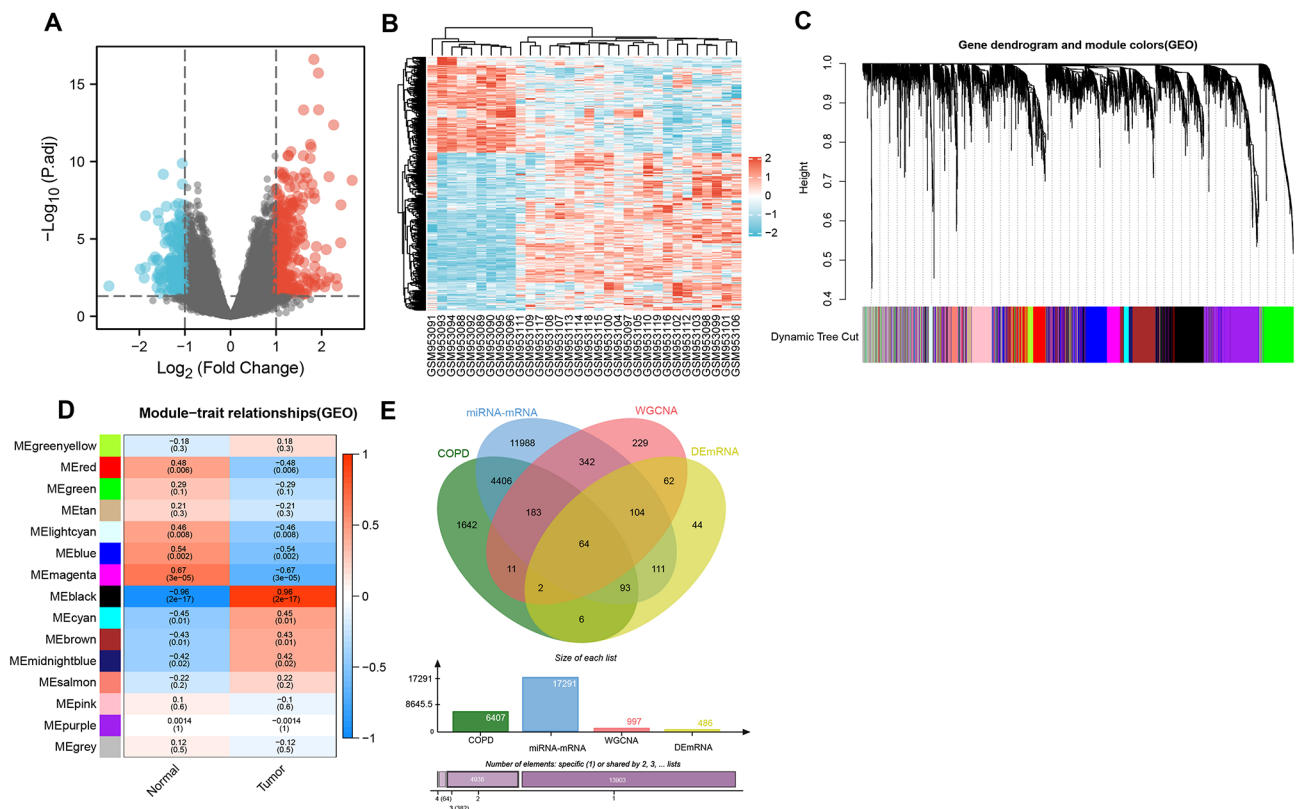 A
15
10
5
0
−2
−1
0
1
2
−Log10 (P.adj)
Log2 (Fold Change)
B
2
1
0
−1
−2
GSM953091
GSM953093
GSM953094
GSM953088
GSM953092
GSM953089
GSM953090
GSM953095
GSM953096
GSM953111
GSM953109
GSM953117
GSM953108
GSM953107
GSM953113
GSM953114
GSM953118
GSM953115
GSM953100
GSM953104
GSM953097
GSM953105
GSM953110
GSM953119
GSM953116
GSM953102
GSM953112
GSM953103
GSM953098
GSM953099
GSM953101
GSM953106
C
Gene dendrogram and module colors(GEO)
Height
1.0
0.9
0.8
0.7
0.6
0.5
0.4
Dynamic Tree Cut
D
Module−trait relationships(GEO)
MEgreenyellow −0.18 0.18
(0.3) (0.3)
MEred 0.48 −0.48
(0.006) (0.006)
MEgreen 0.29 −0.29
(0.1) (0.1)
MEtan 0.21 −0.21
(0.3) (0.3)
MElightcyan 0.46 −0.46
(0.008) (0.008)
MEblue 0.54 −0.54
(0.002) (0.002)
MEmagenta 0.67 −0.67
(3e−05) (3e−05)
MEblack −0.96 0.96
(2e−17) (2e−17)
MEcyan −0.45 0.45
(0.01) (0.01)
MEbrown −0.43 0.43
(0.01) (0.01)
MEmidnightblue −0.42 0.42
(0.02) (0.02)
MEsalmon −0.22 0.22
(0.2) (0.2)
MEpink 0.1 −0.1
(0.6) (0.6)
MEpurple 0.0014 −0.0014
(1) (1)
MEgrey 0.12 −0.12
(0.5) (0.5)
Normal
Tumor
1
0.5
0
−0.5
−1
E
miRNA-mRNA
WGCNA
COPD
DEmRNA
11988
229
342
4406
62
183
104
1642
44
64
11
111
2
93
6
Size of each list
17291
8645.5
0
6407
17291
997
486
COPD
miRNA-mRNA
WGCNA
DEmRNA
Number of elements: specific (1) or shared by 2, 3, ... lists
4936
13903
4 (64)
2
1
3 (382)